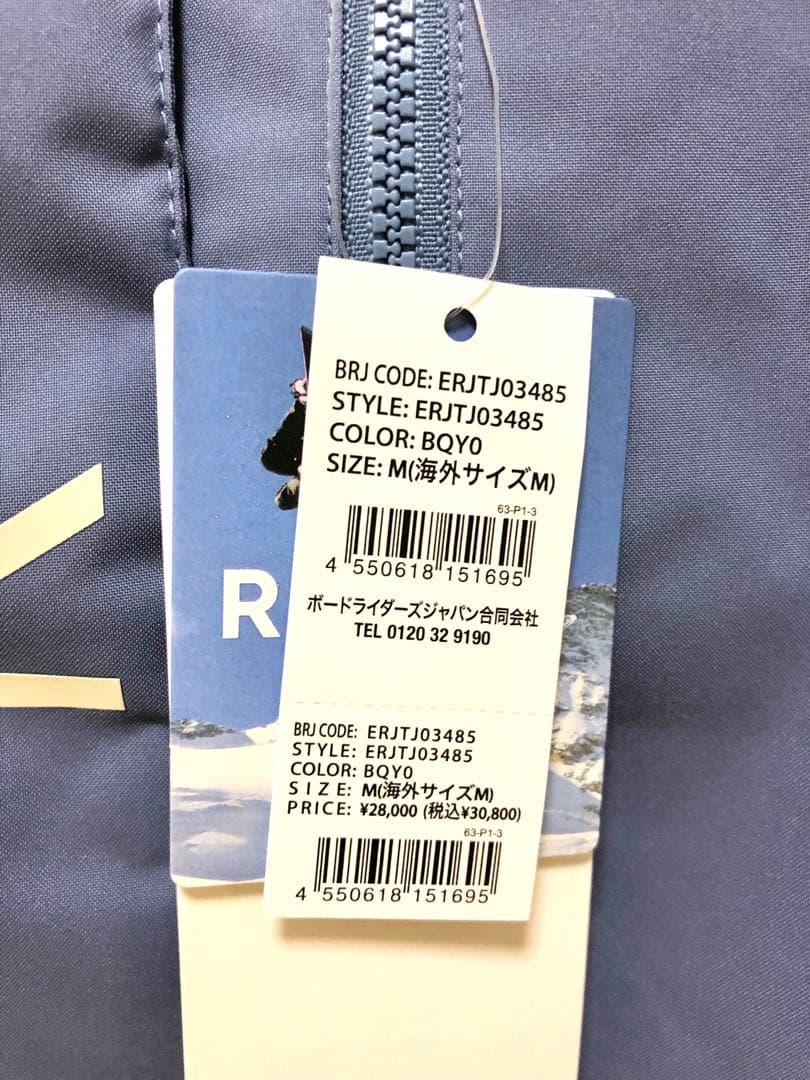 BRJ CODE: ERJTJ03485
STYLE: ERJTJ03485
COLOR: BQY0
SIZE: M(海外サイズM)
63-P1-3
4 550618 151695
ボードライダーズジャパン合同会社
TEL 0120 32 9190
R
BRJ CODE: ERJTJ03485
STYLE: ERJTJ03485
COLOR: BQY0
SIZE: M(海外サイズM)
PRICE: ¥28,000 (税込¥30,800)
63-P1-3
4 550618 151695